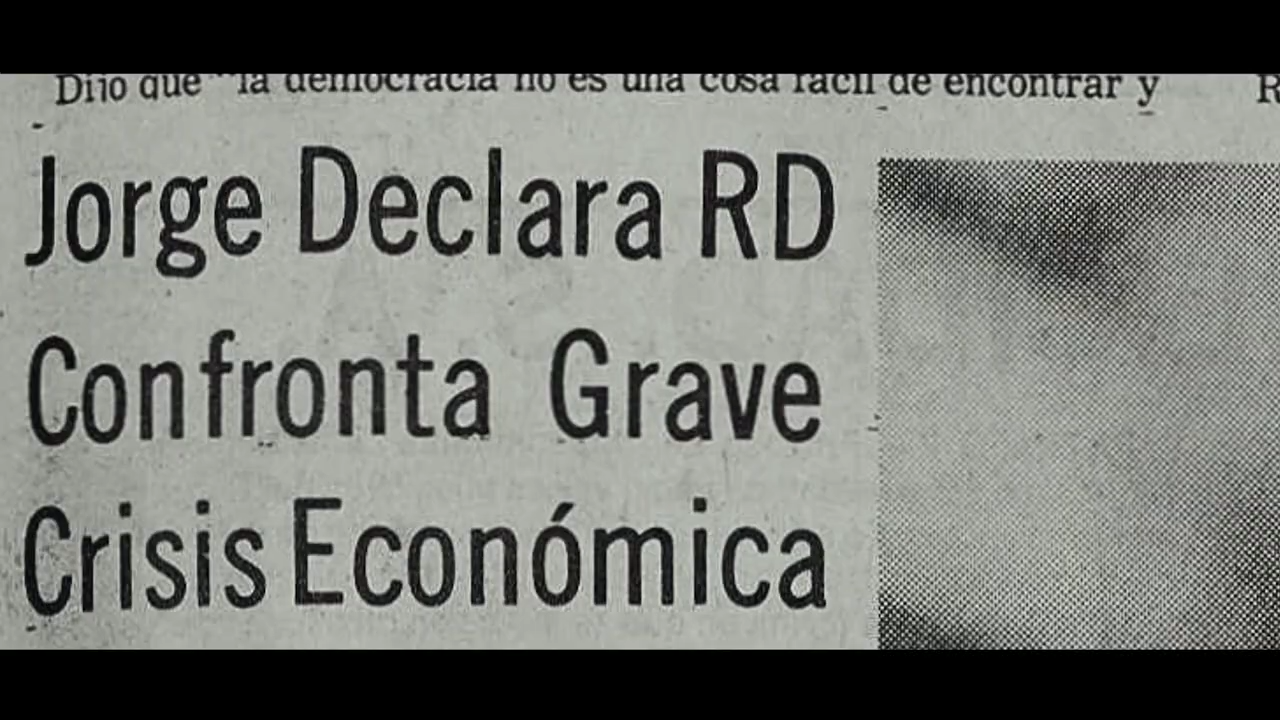 Dijo que "la democracia no es una cosa fácil de encontrar y
Jorge Declara RD
Confronta Grave
Crisis Económica